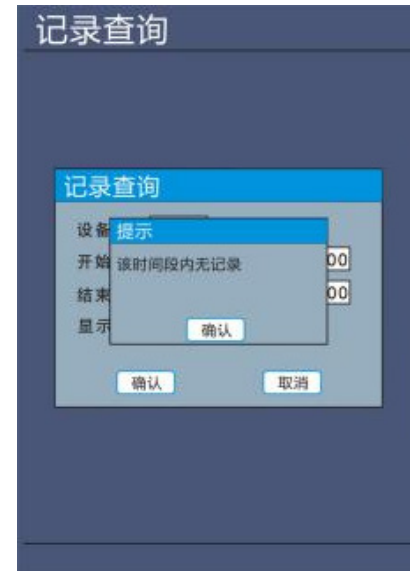 记录查询
记录查询
设备
提示
开始
该时间段内无记录
00
结束
00
显示
确认
确认
取消